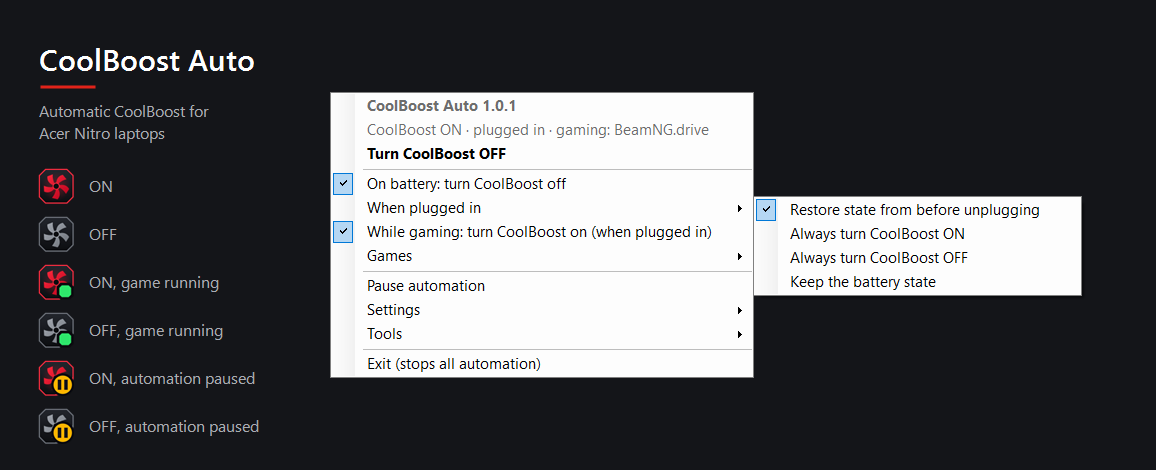 CoolBoost Auto
Automatic CoolBoost for
Acer Nitro laptops
ON
OFF
ON, game running
OFF, game running
ON, automation paused
OFF, automation paused
CoolBoost Auto 1.0.1
CoolBoost ON · plugged in · gaming: BeamNG.drive
Turn CoolBoost OFF
On battery: turn CoolBoost off
When plugged in
While gaming: turn CoolBoost on (when plugged in)
Games
Pause automation
Settings
Tools
Exit (stops all automation)
Restore state from before unplugging
Always turn CoolBoost ON
Always turn CoolBoost OFF
Keep the battery state